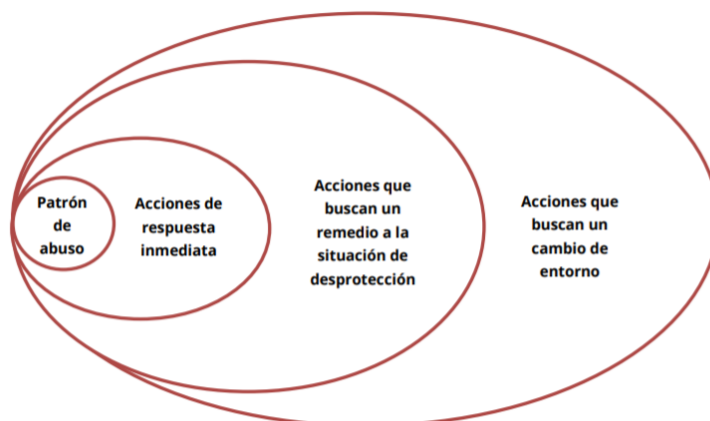 Patrón
de
abuso
Acciones de
respuesta
inmediata
Acciones que
buscan un
remedio a la
situación de
desprotección
Acciones que
buscan un
cambio de
entorno